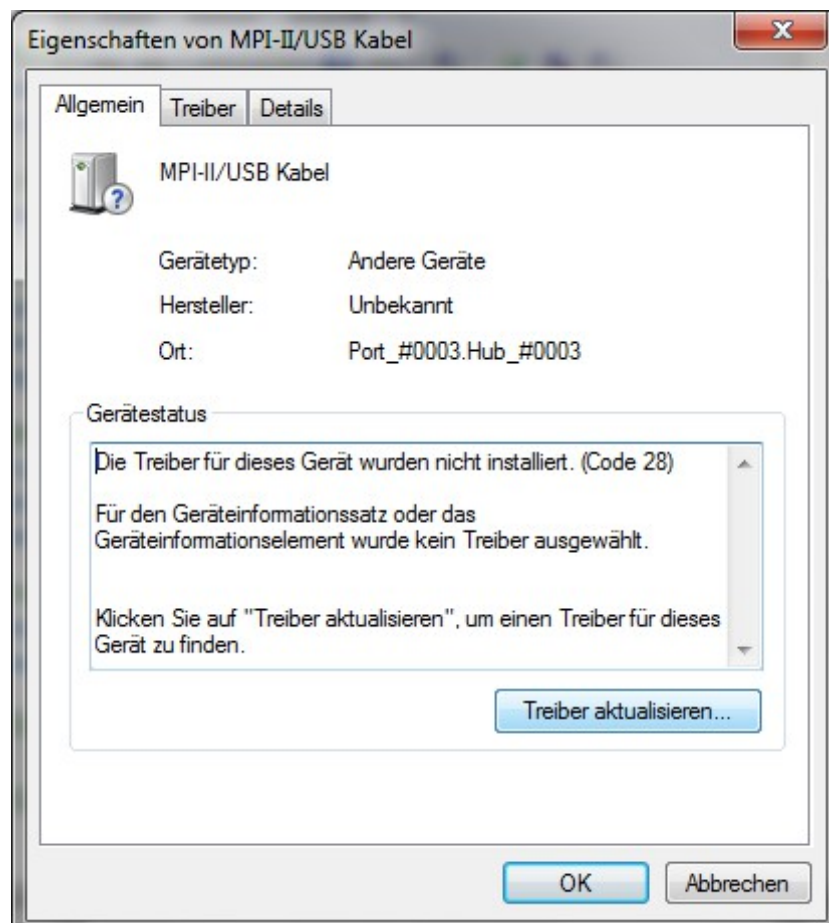 Eigenschaften von MPI-II/USB Kabel
Allgemein Treiber Details
MPI-II/USB Kabel
Gerätetyp: Andere Geräte
Hersteller: Unbekannt
Ort: Port_#0003.Hub_#0003
Gerätestatus
Die Treiber für dieses Gerät wurden nicht installiert. (Code 28)
Für den Geräteinformationssatz oder das
Geräteinformationselement wurde kein Treiber ausgewählt.
Klicken Sie auf "Treiber aktualisieren", um einen Treiber für dieses
Gerät zu finden.
Treiber aktualisieren...
OK Abbrechen